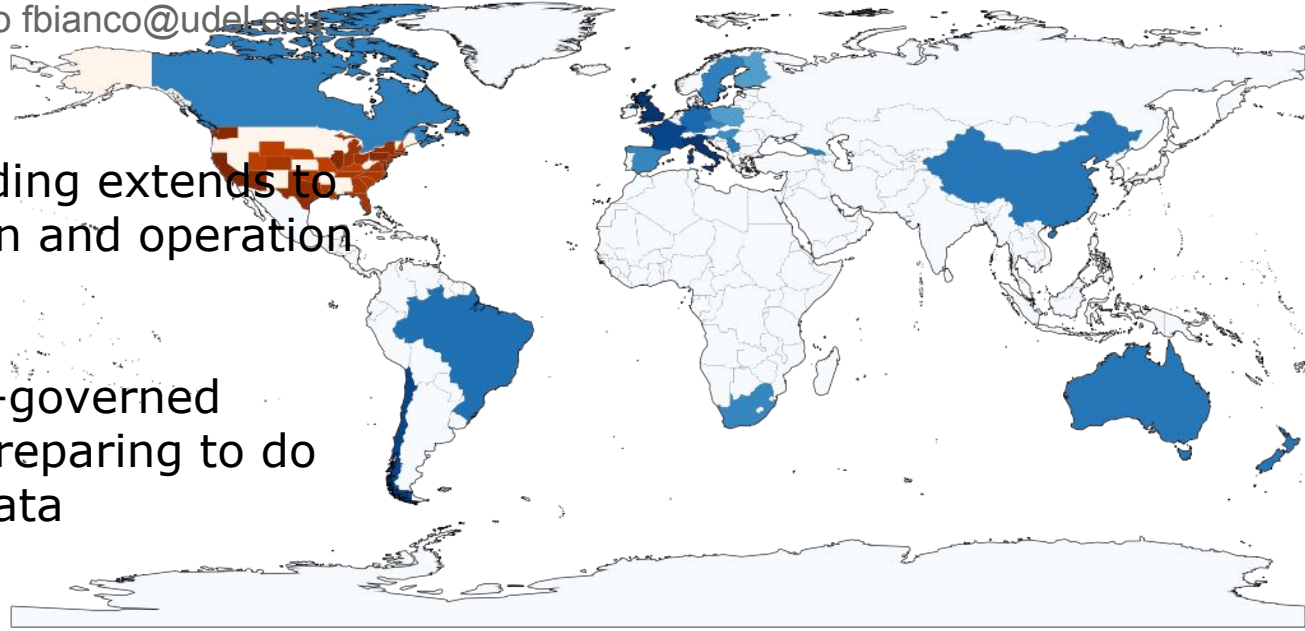 o fbianco@udel.edu
ding extends to
n and operation
-governed
reparing to do
ata